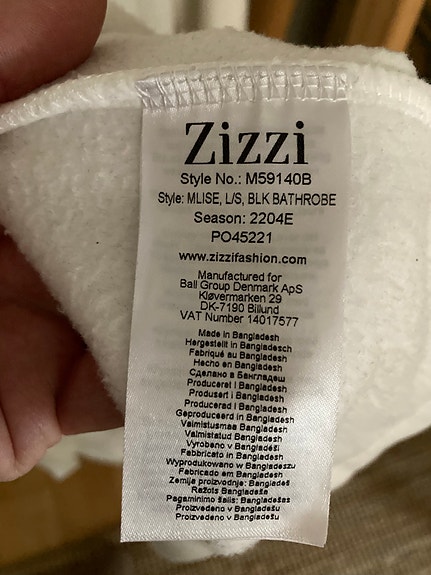 Zizzi
Style No.: M59140B
Style: MLISE, L/S, BLK BATHROBE
Season: 2204E
PO45221
www.zizzifashion.com
Manufactured for
Ball Group Denmark ApS
Kløvermarken 29
DK-7190 Billund
VAT Number 14017577
Made in Bangladesh
Hergestellt in Bangladesch
Fabriqué au Bangladesh
Hecho en Bangladesh
Сделано в Бангладеш
Produceret i Bangladesh
Produsert i Bangladesh
Producerad i Bangladesh
Geproduceerd in Bangladesh
Valmistusmaa Bangladesh
Valmistatud Bangladesh
Vyrobeno v Bangladéši
Fabbricato in Bangladesh
Wyprodukowano w Bangladeszu
Fabricado em Bangladesh
Zemlja proizvodnje: Bangladeš
Ražots Bangladeša
Pagaminimo šalis: Bangladešas
Proizvedeno v Bangladešu
Proizvedeno v Bangladešu